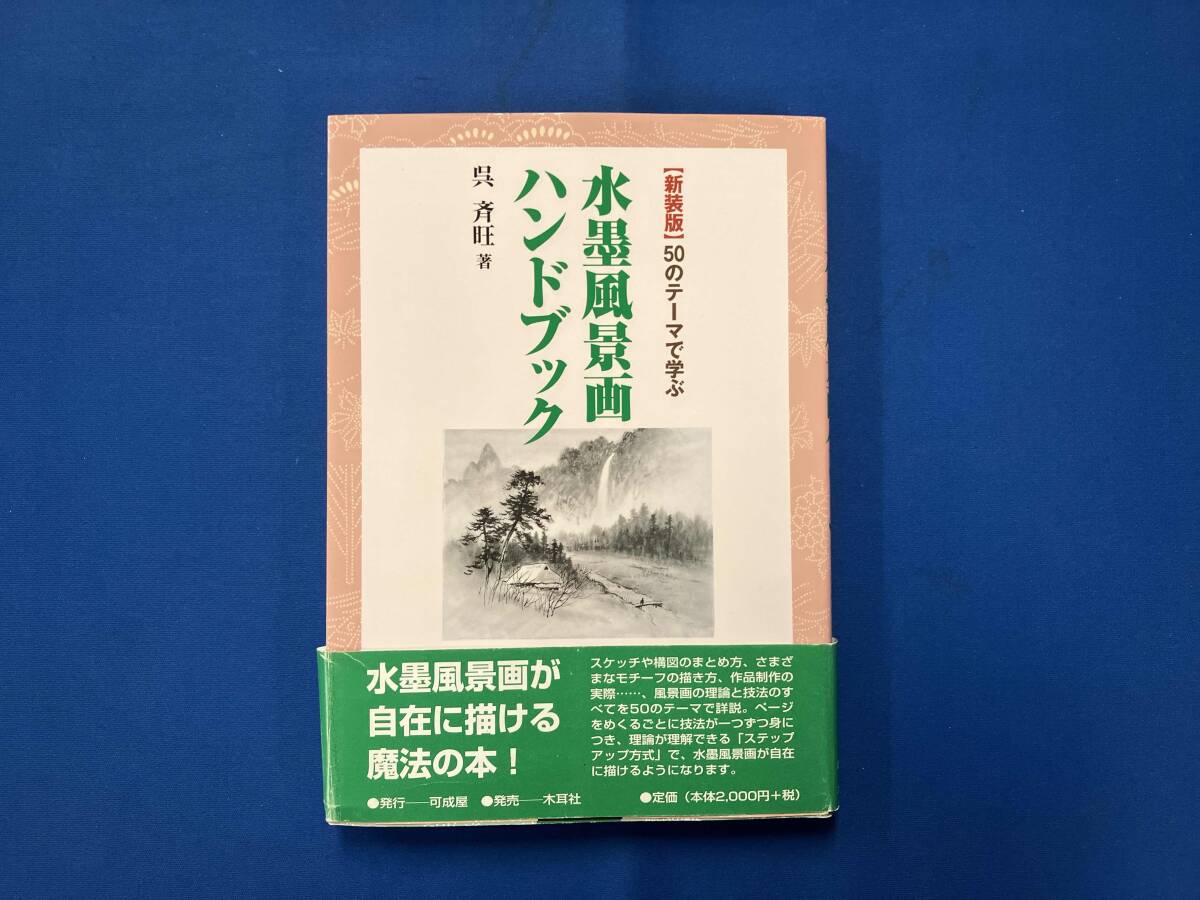 【新装版】50のテーマで学ぶ
水墨風景画
ハンドブック
呉 斉旺 著
水墨風景画が
自在に描ける
魔法の本！
スケッチや構図のまとめ方、さまざ
まなモチーフの描き方、作品制作の
実際……、風景画の理論と技法のす
べてを50のテーマで詳説。ページ
をめくるごとに技法が一つずつ身に
つき、理論が理解できる「ステップ
アップ方式」で、水墨風景画が自在
に描けるようになります。
●発行──可成屋 ●発売──木耳社 ●定価（本体2,000円+税）